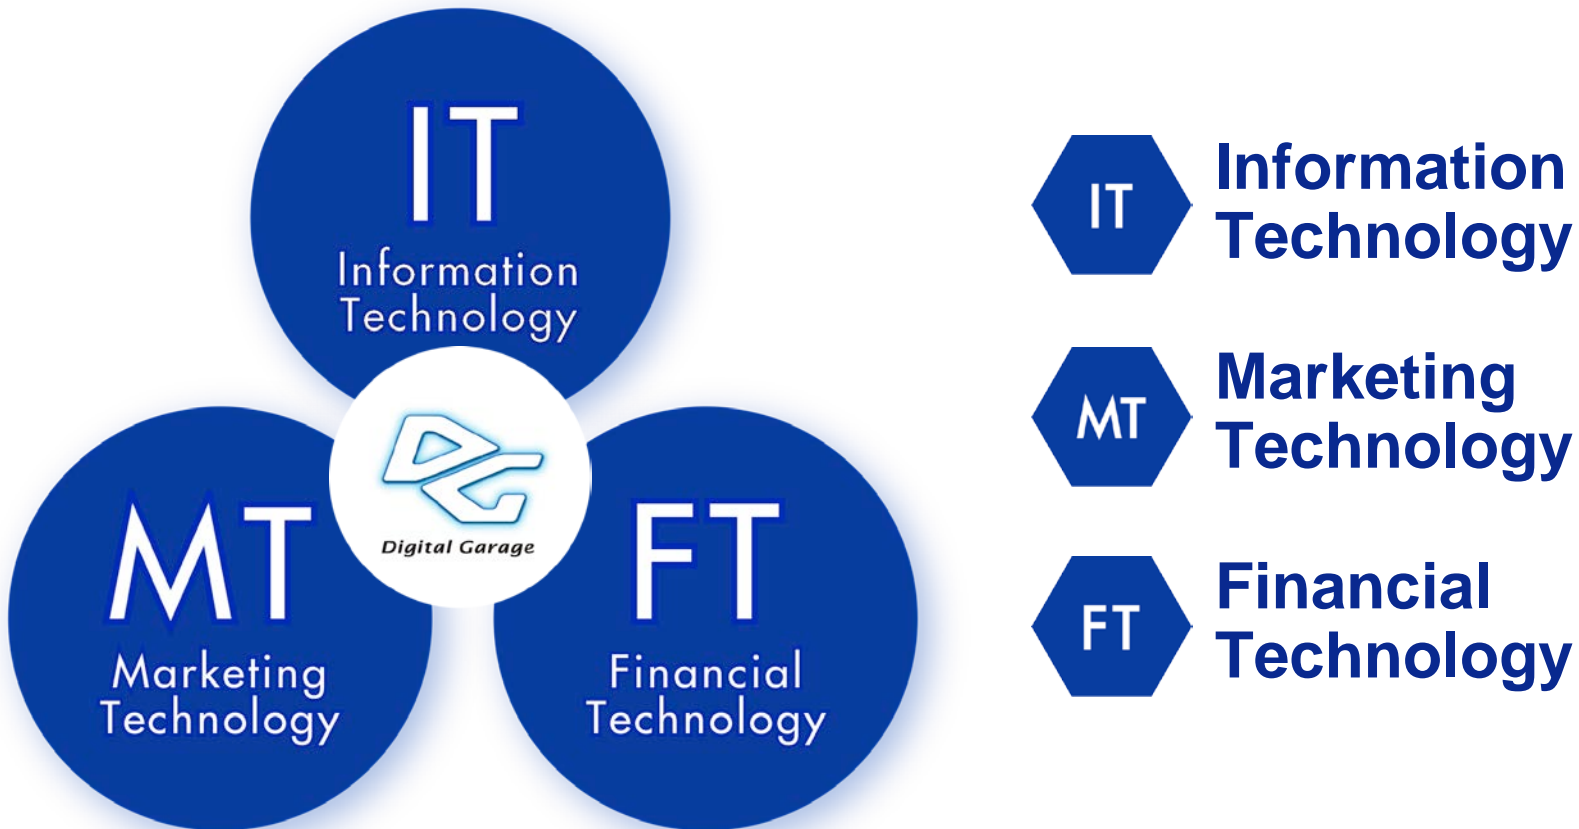 IT
Information
Technology
MT
Marketing
Technology
DG
Digital Garage
FT
Financial
Technology
IT
Information
Technology
MT
Marketing
Technology
FT
Financial
Technology